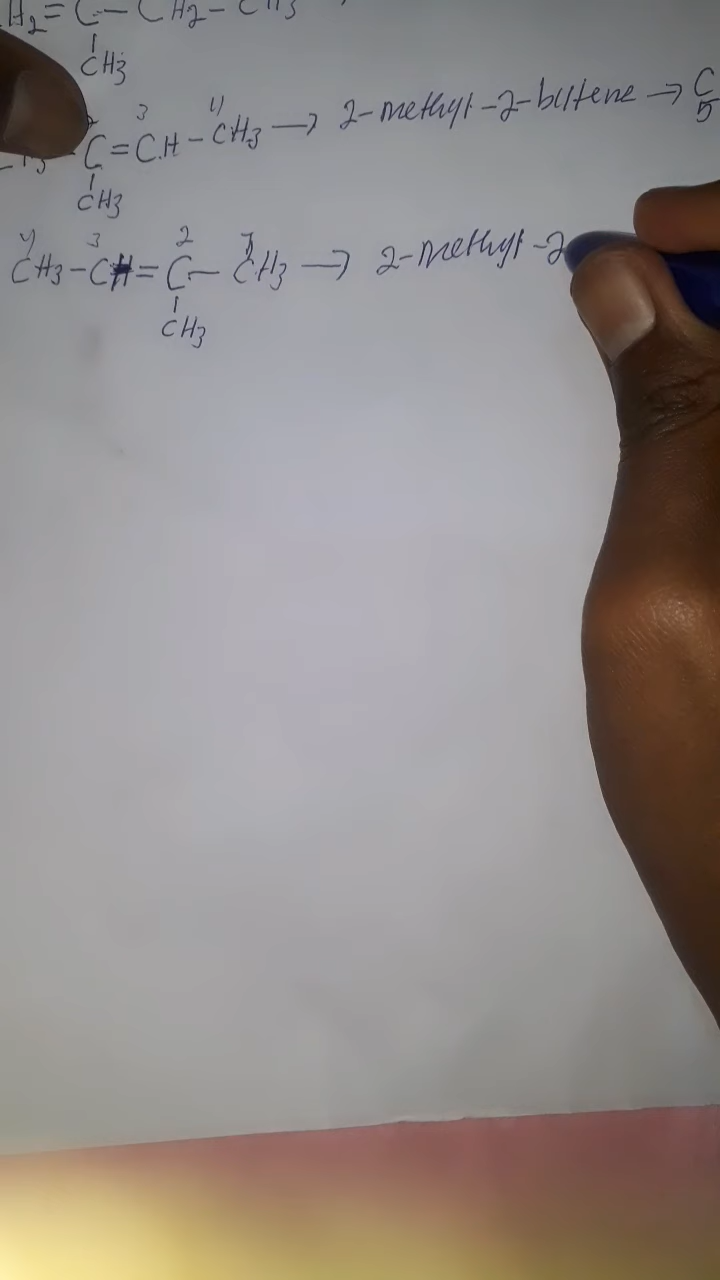 H2=C-CH2-CH3
CH3
3 4
C=CH-CH3 → 2-methyl-2-butene → C5
CH3
4 3 2 1
CH3-CH=C-CH3 → 2-methyl-2
CH3